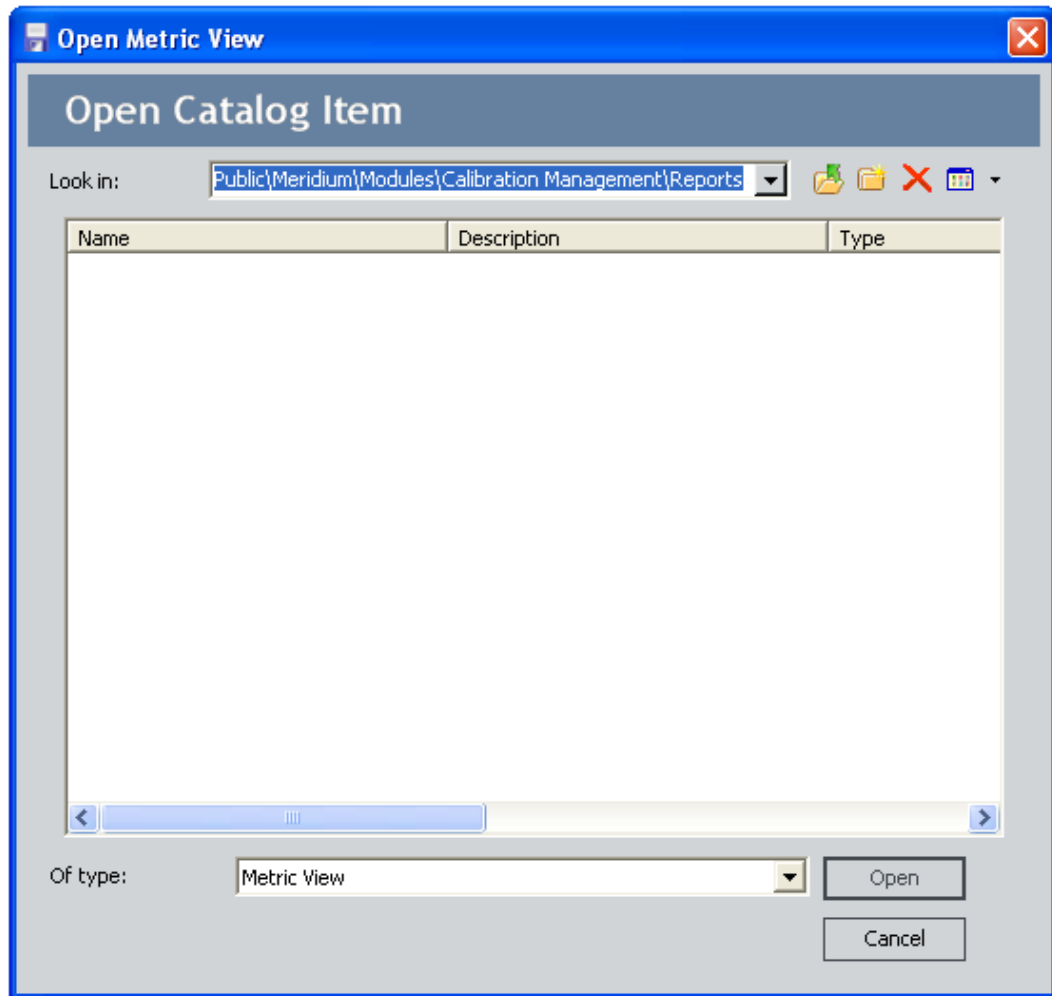 Open Metric View
Open Catalog Item
Look in:
Public\Meridium\Modules\Calibration Management\Reports
Name Description Type
Of type:
Metric View
Open
Cancel